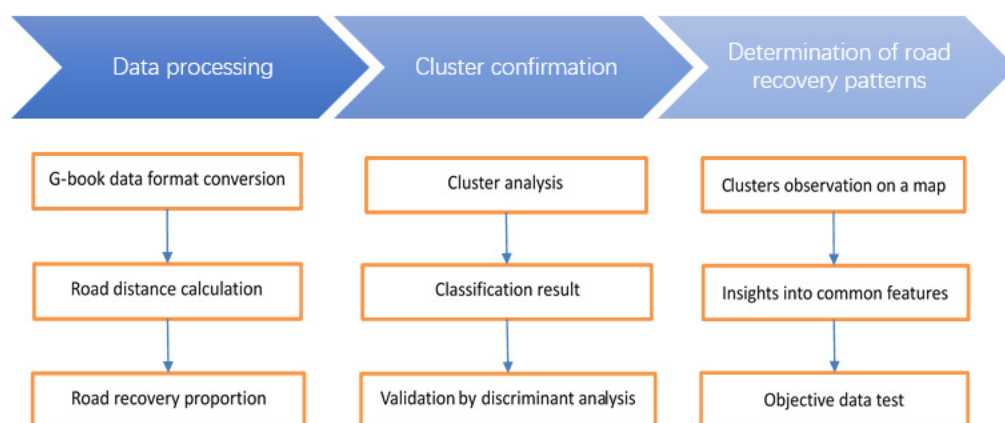 Data processing
Cluster confirmation
Determination of road
recovery patterns
G-book data format conversion
Road distance calculation
Road recovery proportion
Cluster analysis
Classification result
Validation by discriminant analysis
Clusters observation on a map
Insights into common features
Objective data test